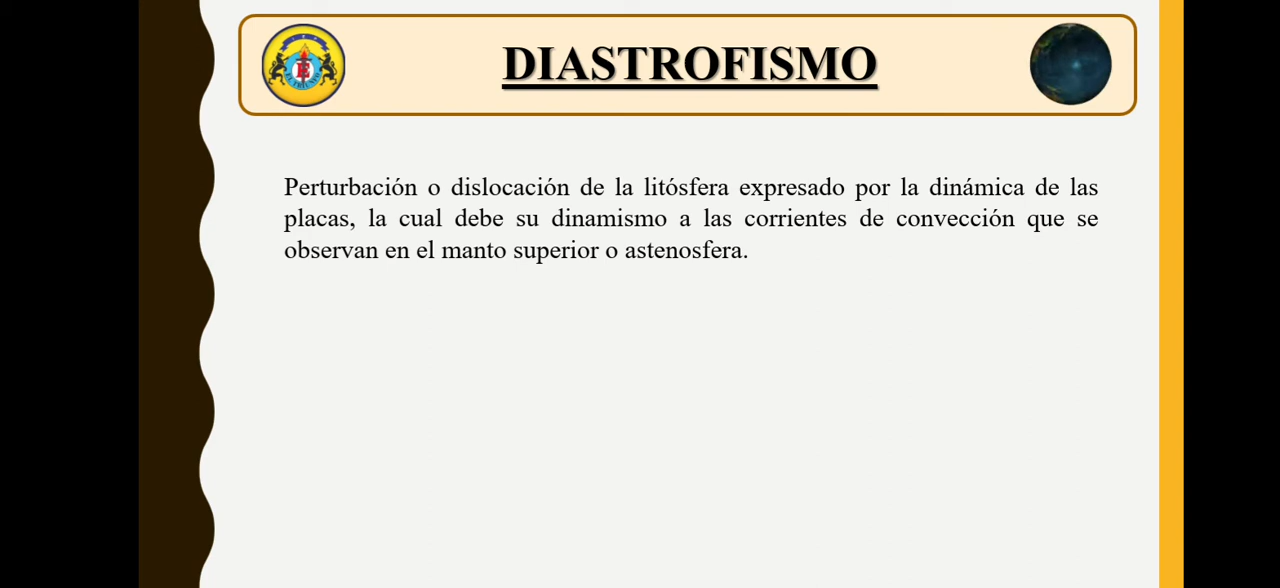 DIASTROFISMO
Perturbación o dislocación de la litósfera expresado por la dinámica de las
placas, la cual debe su dinamismo a las corrientes de convección que se
observan en el manto superior o astenosfera.